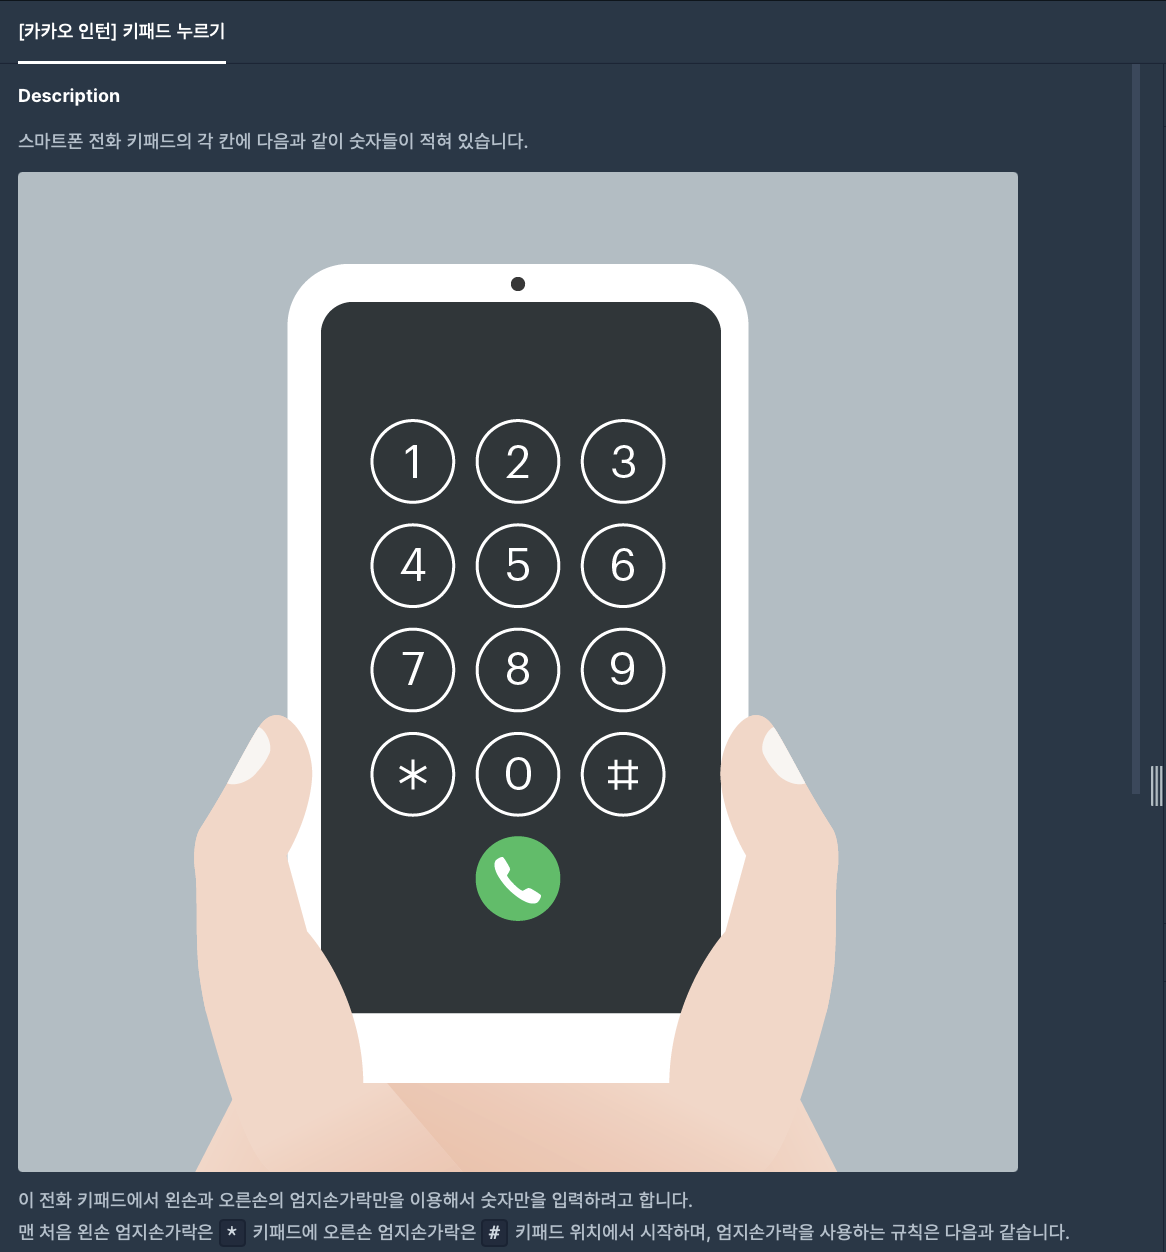 [카카오 인턴] 키패드 누르기
Description
스마트폰 전화 키패드의 각 칸에 다음과 같이 숫자들이 적혀 있습니다.
1 2 3
4 5 6
7 8 9
* 0 #
이 전화 키패드에서 왼손과 오른손의 엄지손가락만을 이용해서 숫자만을 입력하려고 합니다.
맨 처음 왼손 엄지손가락은 * 키패드에 오른손 엄지손가락은 # 키패드 위치에서 시작하며, 엄지손가락을 사용하는 규칙은 다음과 같습니다.